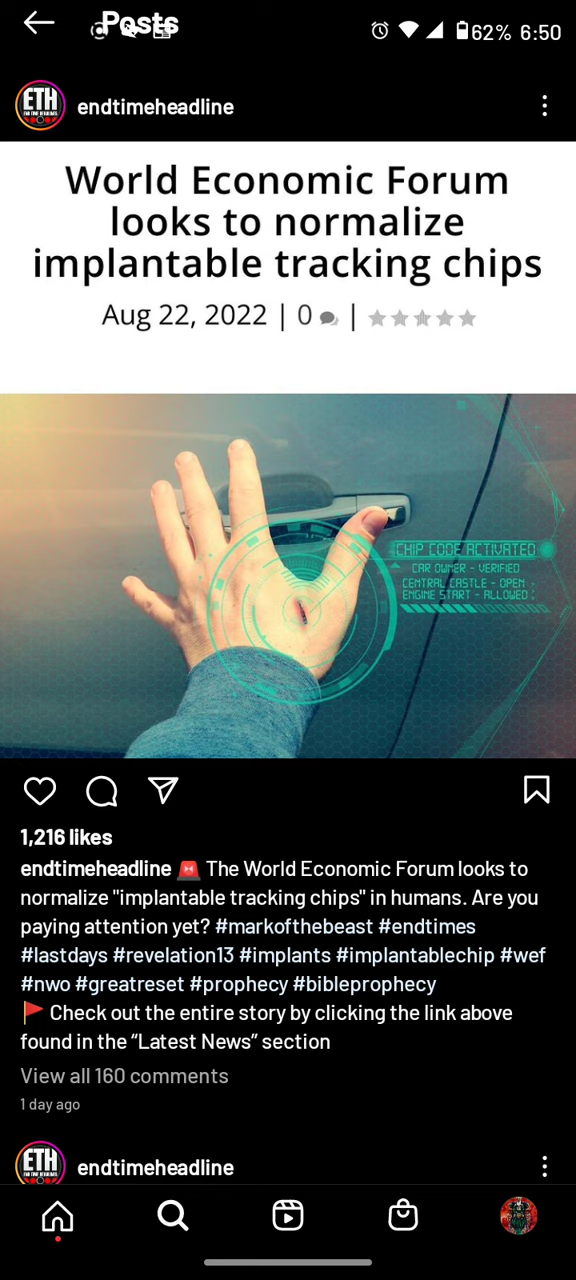 Posts
62% 6:50
ETH
endtimeheadline
World Economic Forum
looks to normalize
implantable tracking chips
Aug 22, 2022 | 0 |
CHIP CODE ACTIVATED
CAR OWNER - VERIFIED
CENTRAL CASTLE - OPEN
ENGINE START - ALLOWED
1,216 likes
endtimeheadline 🚨 The World Economic Forum looks to
normalize "implantable tracking chips" in humans. Are you
paying attention yet? #markofthebeast #endtimes
#lastdays #revelation13 #implants #implantablechip #wef
#nwo #greatreset #prophecy #bibleprophecy
🚩 Check out the entire story by clicking the link above
found in the “Latest News” section
View all 160 comments
1 day ago
ETH
endtimeheadline